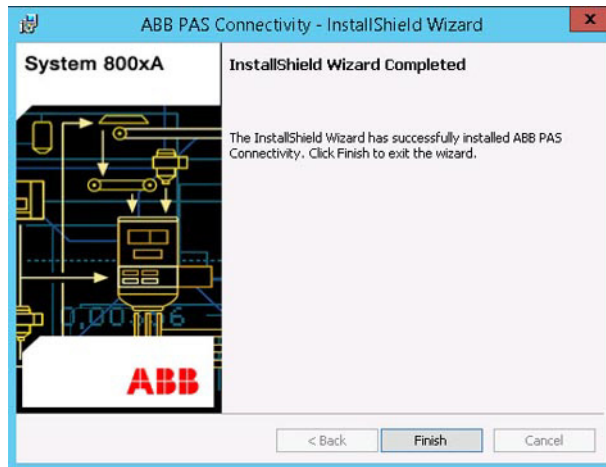 ABB PAS Connectivity - InstallShield Wizard
x
System 800xA
InstallShield Wizard Completed
The InstallShield Wizard has successfully installed ABB PAS
Connectivity. Click Finish to exit the wizard.
ABB
< Back
Finish
Cancel